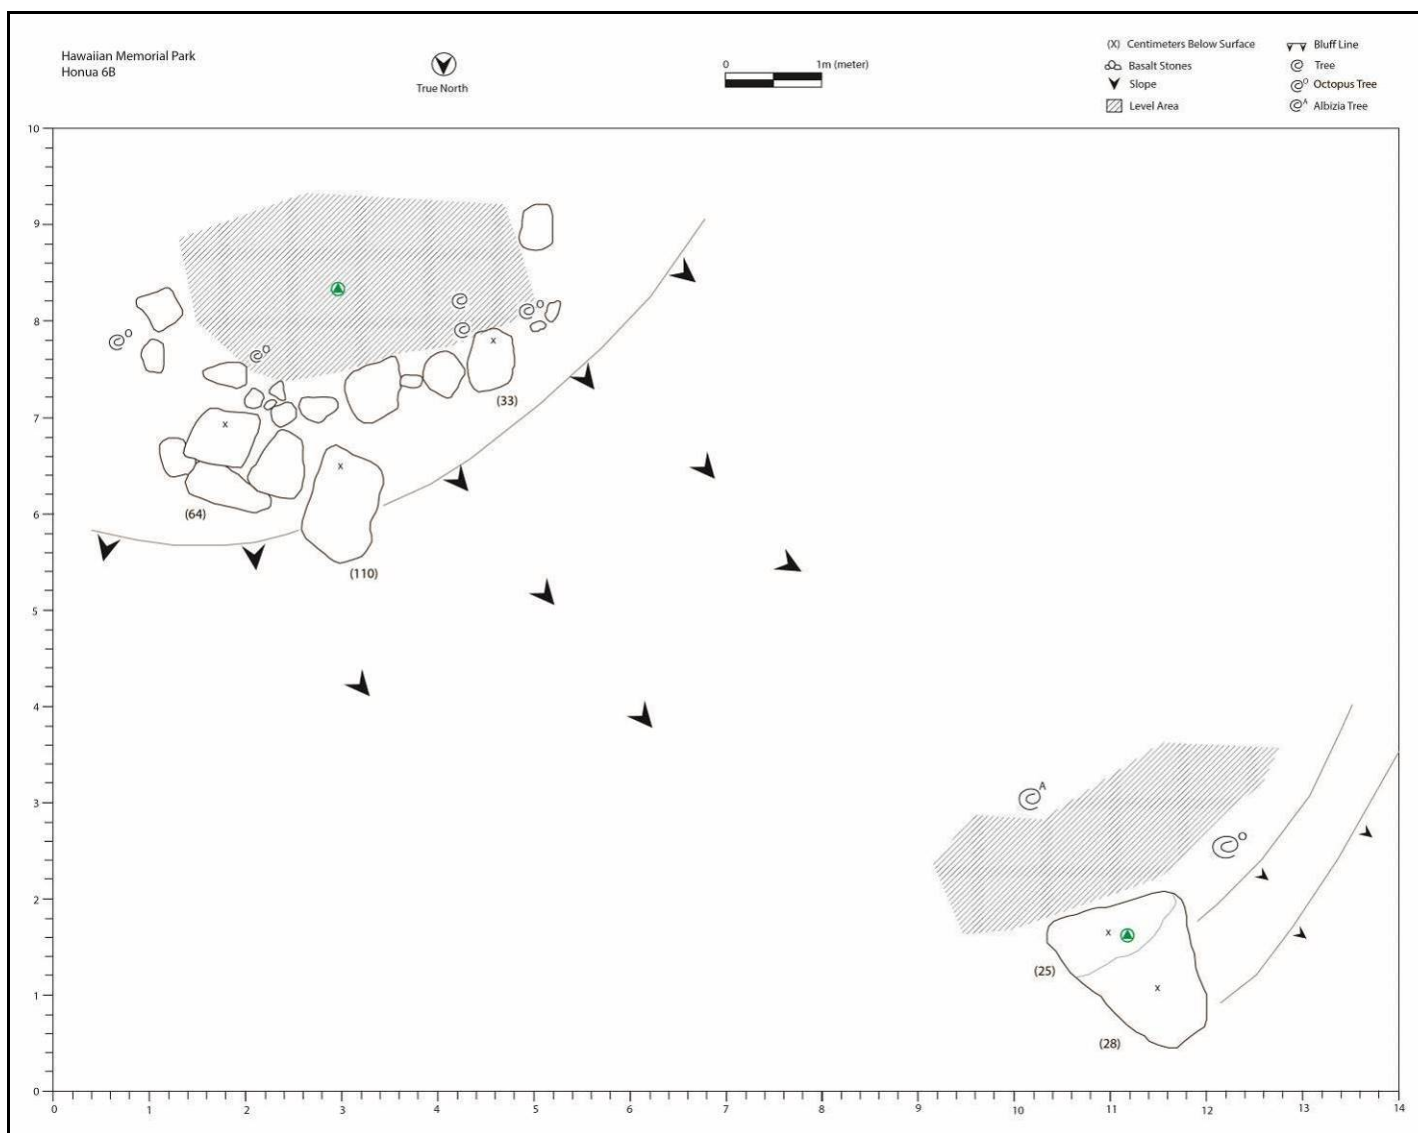 Hawaiian Memorial Park
Honua 6B
True North
0 1m (meter)
(X) Centimeters Below Surface
Basalt Stones
Slope
Level Area
Bluff Line
Tree
O Octopus Tree
A Albizia Tree
10
9
8
7
6
5
4
3
2
1
0
O
O
O
x
(33)
x
x
(64)
(110)
A
O
x
(25)
x
(28)
0 1 2 3 4 5 6 7 8 9 10 11 12 13 14